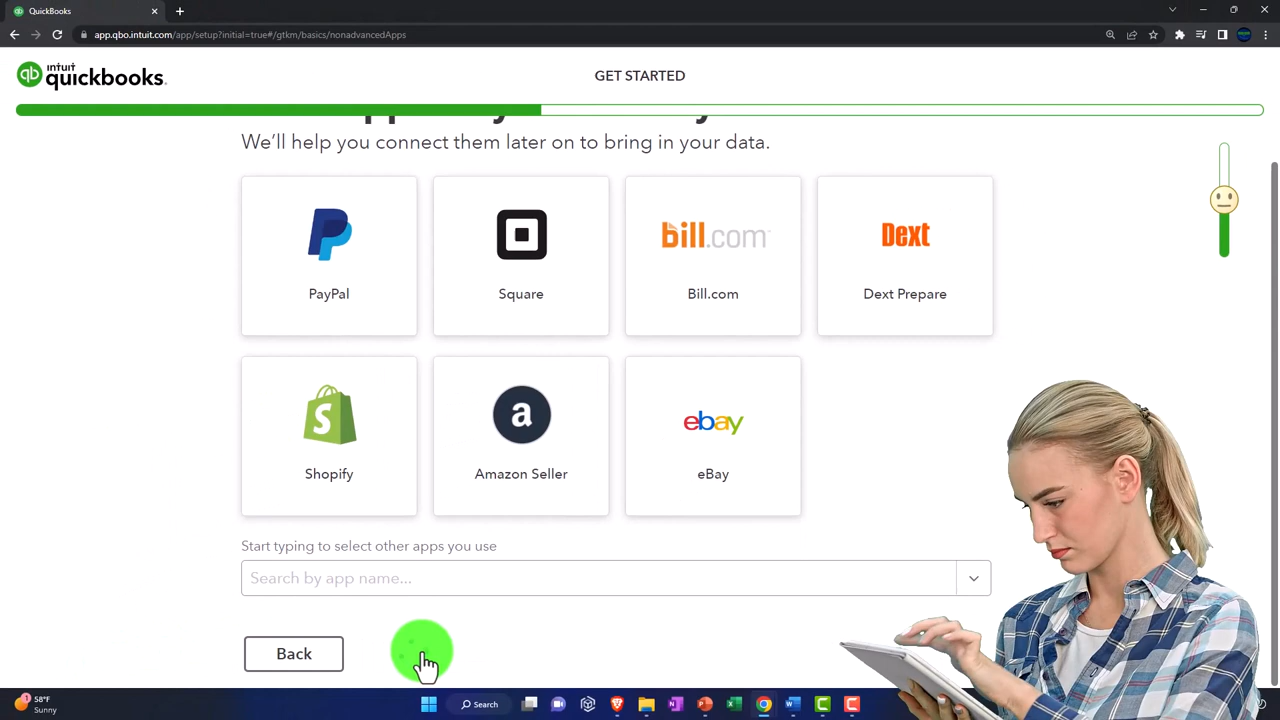 QuickBooks
app.qbo.intuit.com/app/setup?initial=true#/gtkm/basics/nonadvancedApps
intuit
quickbooks.
GET STARTED
We'll help you connect them later on to bring in your data.
PayPal
Square
bill.com
Bill.com
Dext
Dext Prepare
Shopify
Amazon Seller
ebay
eBay
Start typing to select other apps you use
Search by app name...
Back
58°F
Sunny
Search